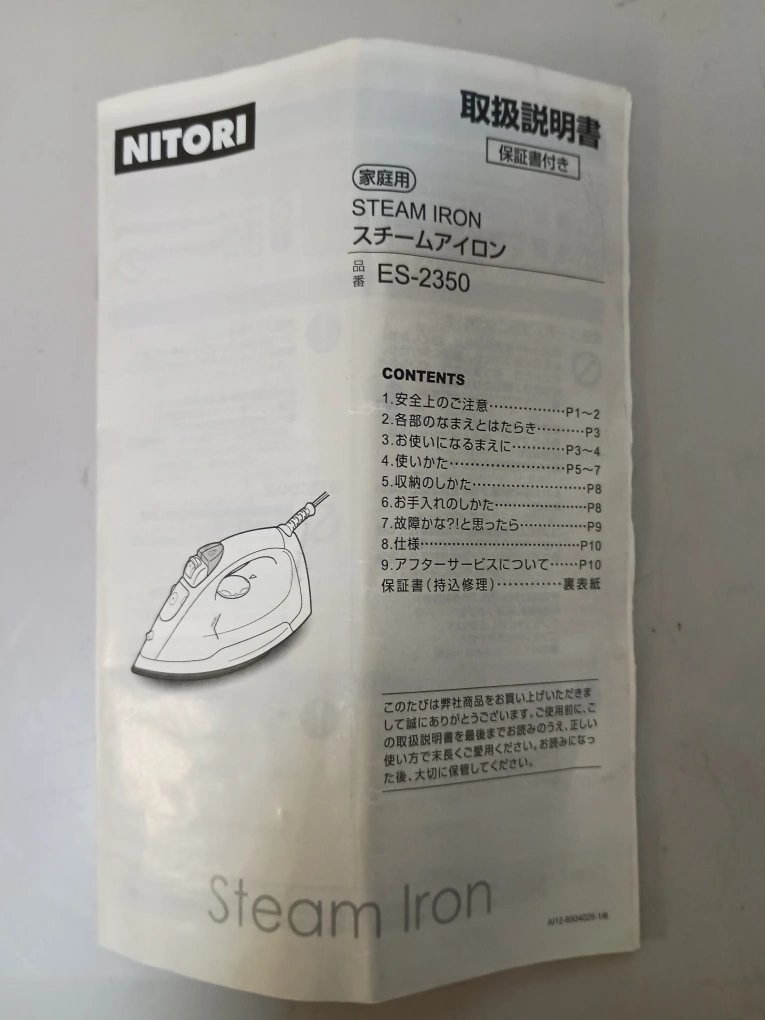 NITORI
取扱説明書
保証書付き
家庭用
STEAM IRON
スチームアイロン
品番 ES-2350
CONTENTS
1.安全上のご注意……………P1〜2
2.各部のなまえとはたらき………P3
3.お使いになるまえに…………P3〜4
4.使いかた……………………P5〜7
5.収納のしかた……………………P8
6.お手入れのしかた………………P8
7.故障かな?!と思ったら…………P9
8.仕様……………………………P10
9.アフターサービスについて……P10
保証書(持込修理)…………裏表紙
このたびは弊社商品をお買い上げいただきま
して誠にありがとうございます。ご使用前に、こ
の取扱説明書を最後までお読みのうえ、正しい
使い方で末長くご愛用ください。お読みになっ
た後、大切に保管してください。
Steam Iron